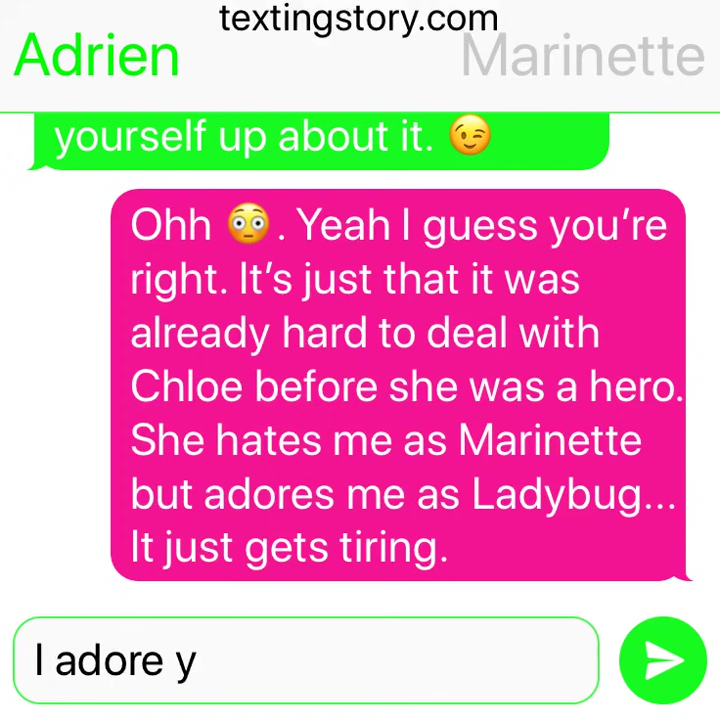 textingstory.com
Adrien Marinette
yourself up about it. 😉
Ohh 😳. Yeah I guess you’re
right. It’s just that it was
already hard to deal with
Chloe before she was a hero.
She hates me as Marinette
but adores me as Ladybug...
It just gets tiring.
I adore y